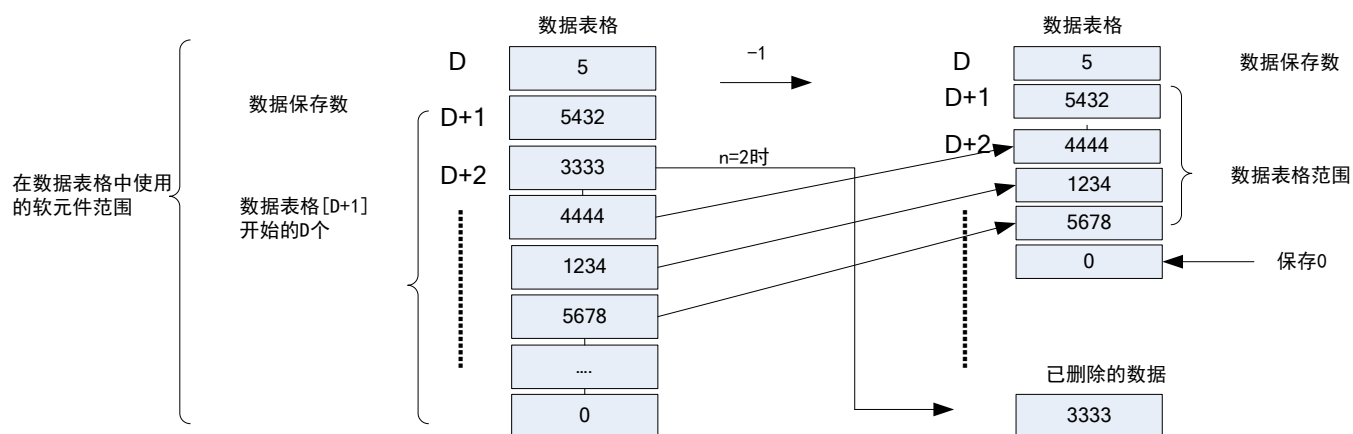 数据表格
数据表格
D
5
-1
D
5
数据保存数
数据保存数
D+1
5432
D+1
5432
D+2
3333
n=2时
D+2
4444
在数据表格中使用
的软元件范围
数据表格[D+1]
开始的D个
4444
1234
数据表格范围
1234
5678
5678
0
保存0
....
已删除的数据
0
3333